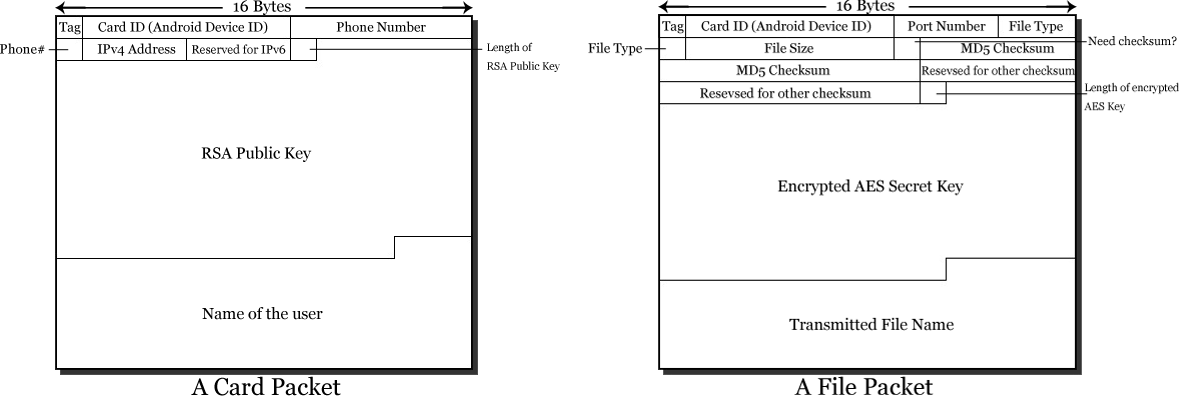 16 Bytes
Tag Card ID (Android Device ID) Phone Number
Phone# IPv4 Address Reserved for IPv6 Length of
RSA Public Key
RSA Public Key
Name of the user
A Card Packet
16 Bytes
Tag Card ID (Android Device ID) Port Number File Type
File Type File Size MD5 Checksum Need checksum?
MD5 Checksum Resevsed for other checksum
Resevsed for other checksum Length of encrypted
AES Key
Encrypted AES Secret Key
Transmitted File Name
A File Packet